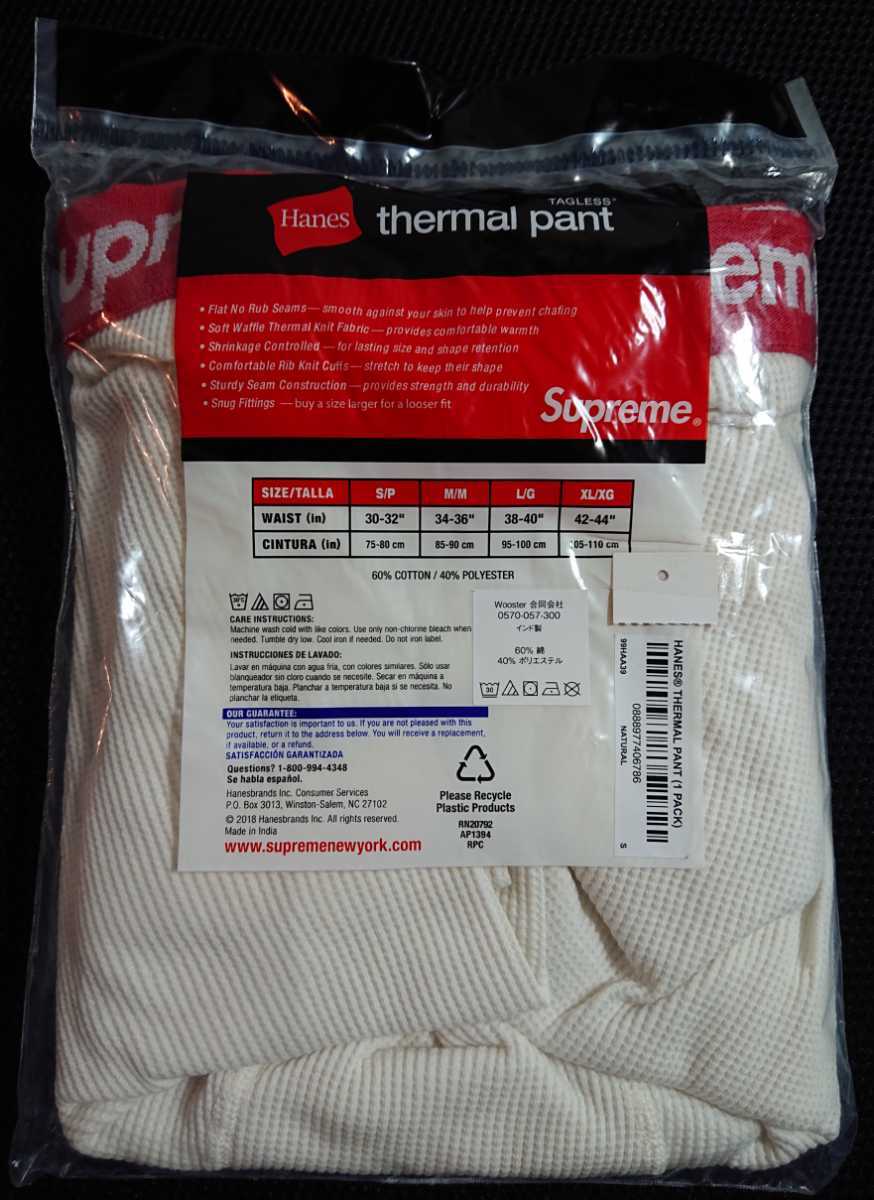 upr
em
Hanes
TAGLESS®
thermal pant
• Flat No Rub Seams — smooth against your skin to help prevent chafing
• Soft Waffle Thermal Knit Fabric — provides comfortable warmth
• Shrinkage Controlled — for lasting size and shape retention
• Comfortable Rib Knit Cuffs — stretch to keep their shape
• Sturdy Seam Construction — provides strength and durability
• Snug Fittings — buy a size larger for a looser fit
Supreme®
SIZE/TALLA S/P M/M L/G XL/XG
WAIST (in) 30-32" 34-36" 38-40" 42-44"
CINTURA (in) 75-80 cm 85-90 cm 95-100 cm 105-110 cm
60% COTTON / 40% POLYESTER
CARE INSTRUCTIONS:
Machine wash cold with like colors. Use only non-chlorine bleach when
needed. Tumble dry low. Cool iron if needed. Do not iron label.
INSTRUCCIONES DE LAVADO:
Lavar en máquina con agua fria, con colores similares. Sólo usar
blanqueador sin cloro cuando se necesite. Secar en máquina a
temperatura baja. Planchar a temperatura baja si se necesita. No
planchar la etiqueta.
OUR GUARANTEE:
Your satisfaction is important to us. If you are not pleased with this
product, return it to the address below. You will receive a replacement,
if available, or a refund.
SATISFACCIÓN GARANTIZADA
Questions? 1-800-994-4348
Se habla español.
Hanesbrands Inc. Consumer Services
P.O. Box 3013, Winston-Salem, NC 27102
© 2018 Hanesbrands Inc. All rights reserved.
Made in India
www.supremenewyork.com
Please Recycle
Plastic Products
RN20792
AP1394
RPC
Wooster 合同会社
0570-057-300
インド製
60% 綿
40% ポリエステル
30
HANES® THERMAL PANT (1 PACK)
0888977406786
99HAA39
NATURAL
S